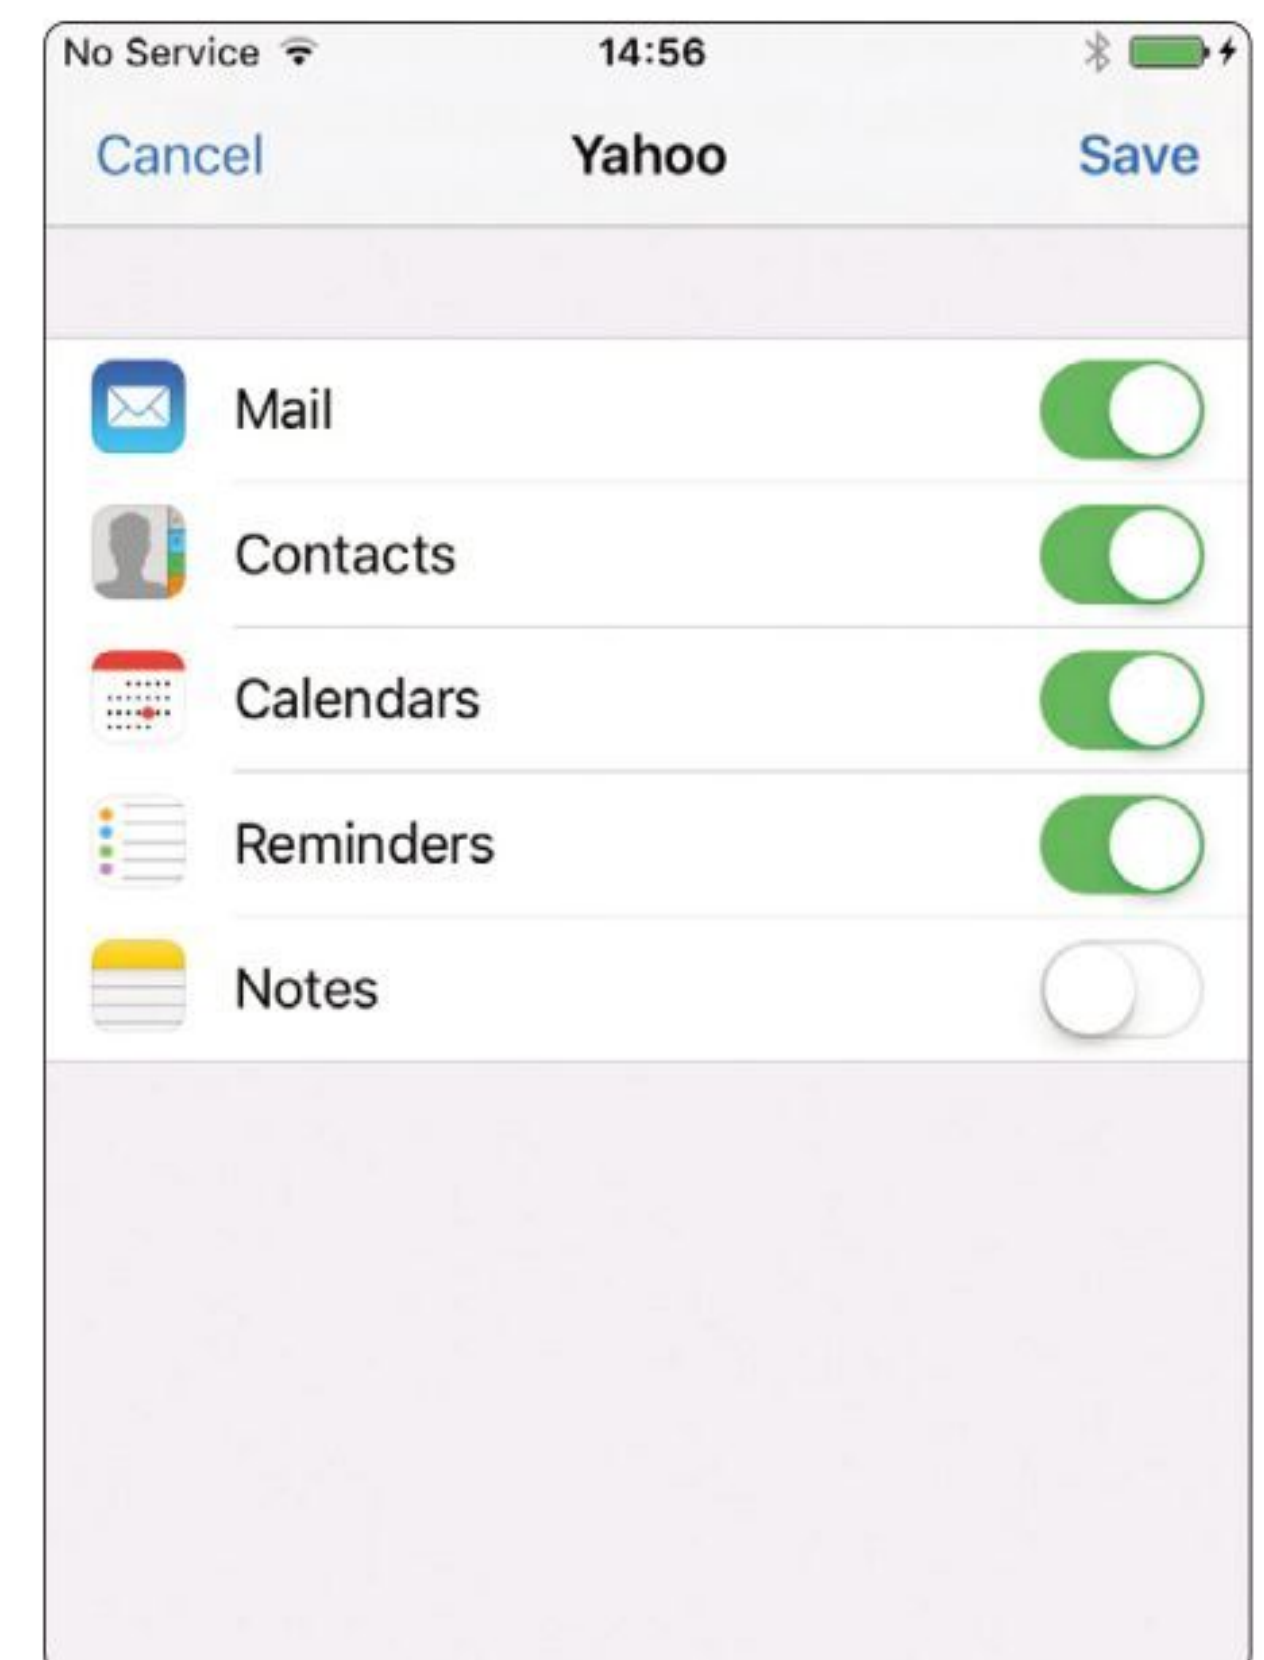 No Service 14:56
Cancel Yahoo Save
Mail
Contacts
Calendars
Reminders
Notes